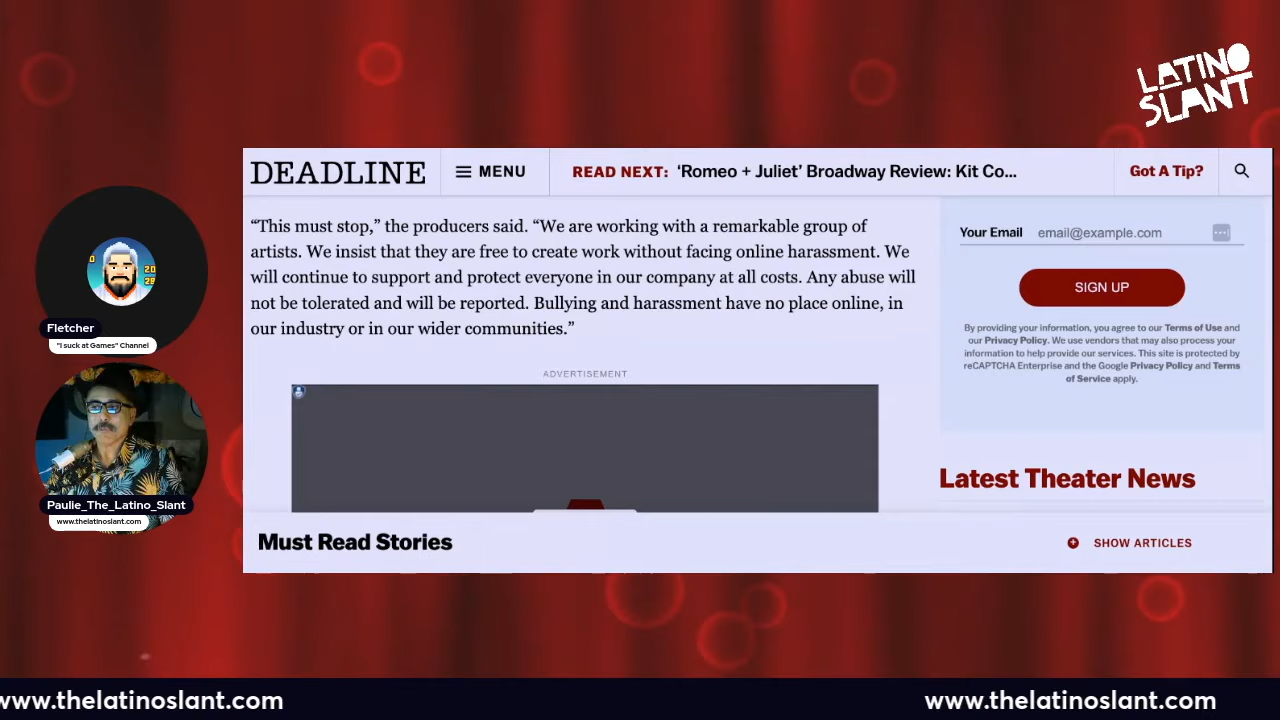 LATINO
SLANT
DEADLINE
MENU
READ NEXT: ‘Romeo + Juliet’ Broadway Review: Kit Co...
Got A Tip?
“This must stop,” the producers said. “We are working with a remarkable group of
artists. We insist that they are free to create work without facing online harassment. We
will continue to support and protect everyone in our company at all costs. Any abuse will
not be tolerated and will be reported. Bullying and harassment have no place online, in
our industry or in our wider communities.”
ADVERTISEMENT
Your Email email@example.com
SIGN UP
By providing your information, you agree to our Terms of Use and
our Privacy Policy. We use vendors that may also process your
information to help provide our services. This site is protected by
reCAPTCHA Enterprise and the Google Privacy Policy and Terms
of Service apply.
Latest Theater News
Must Read Stories
SHOW ARTICLES
20
Fletcher
"I suck at Games" Channel
Paulie_The_Latino_Slant
www.thelatinoslant.com
www.thelatinoslant.com
www.thelatinoslant.com